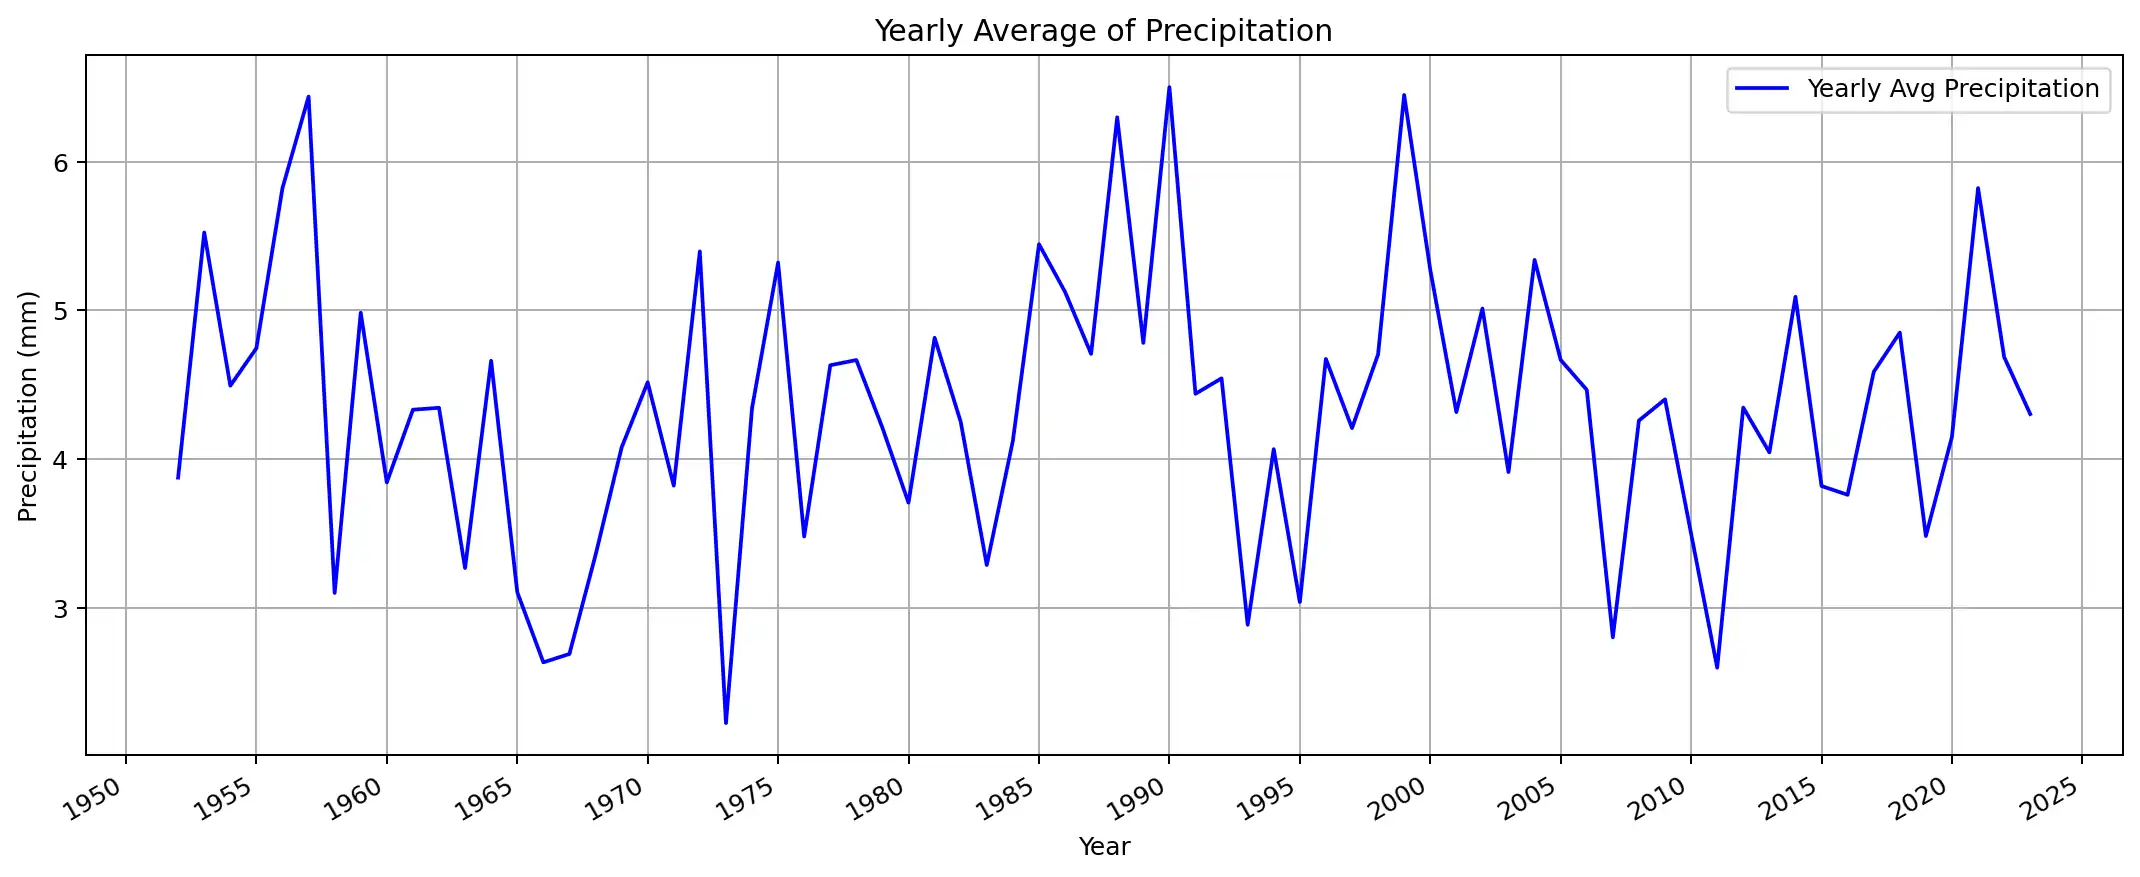 Yearly Average of Precipitation
Yearly Avg Precipitation
Precipitation (mm)
6
5
4
3
1950 1955 1960 1965 1970 1975 1980 1985 1990 1995 2000 2005 2010 2015 2020 2025
Year